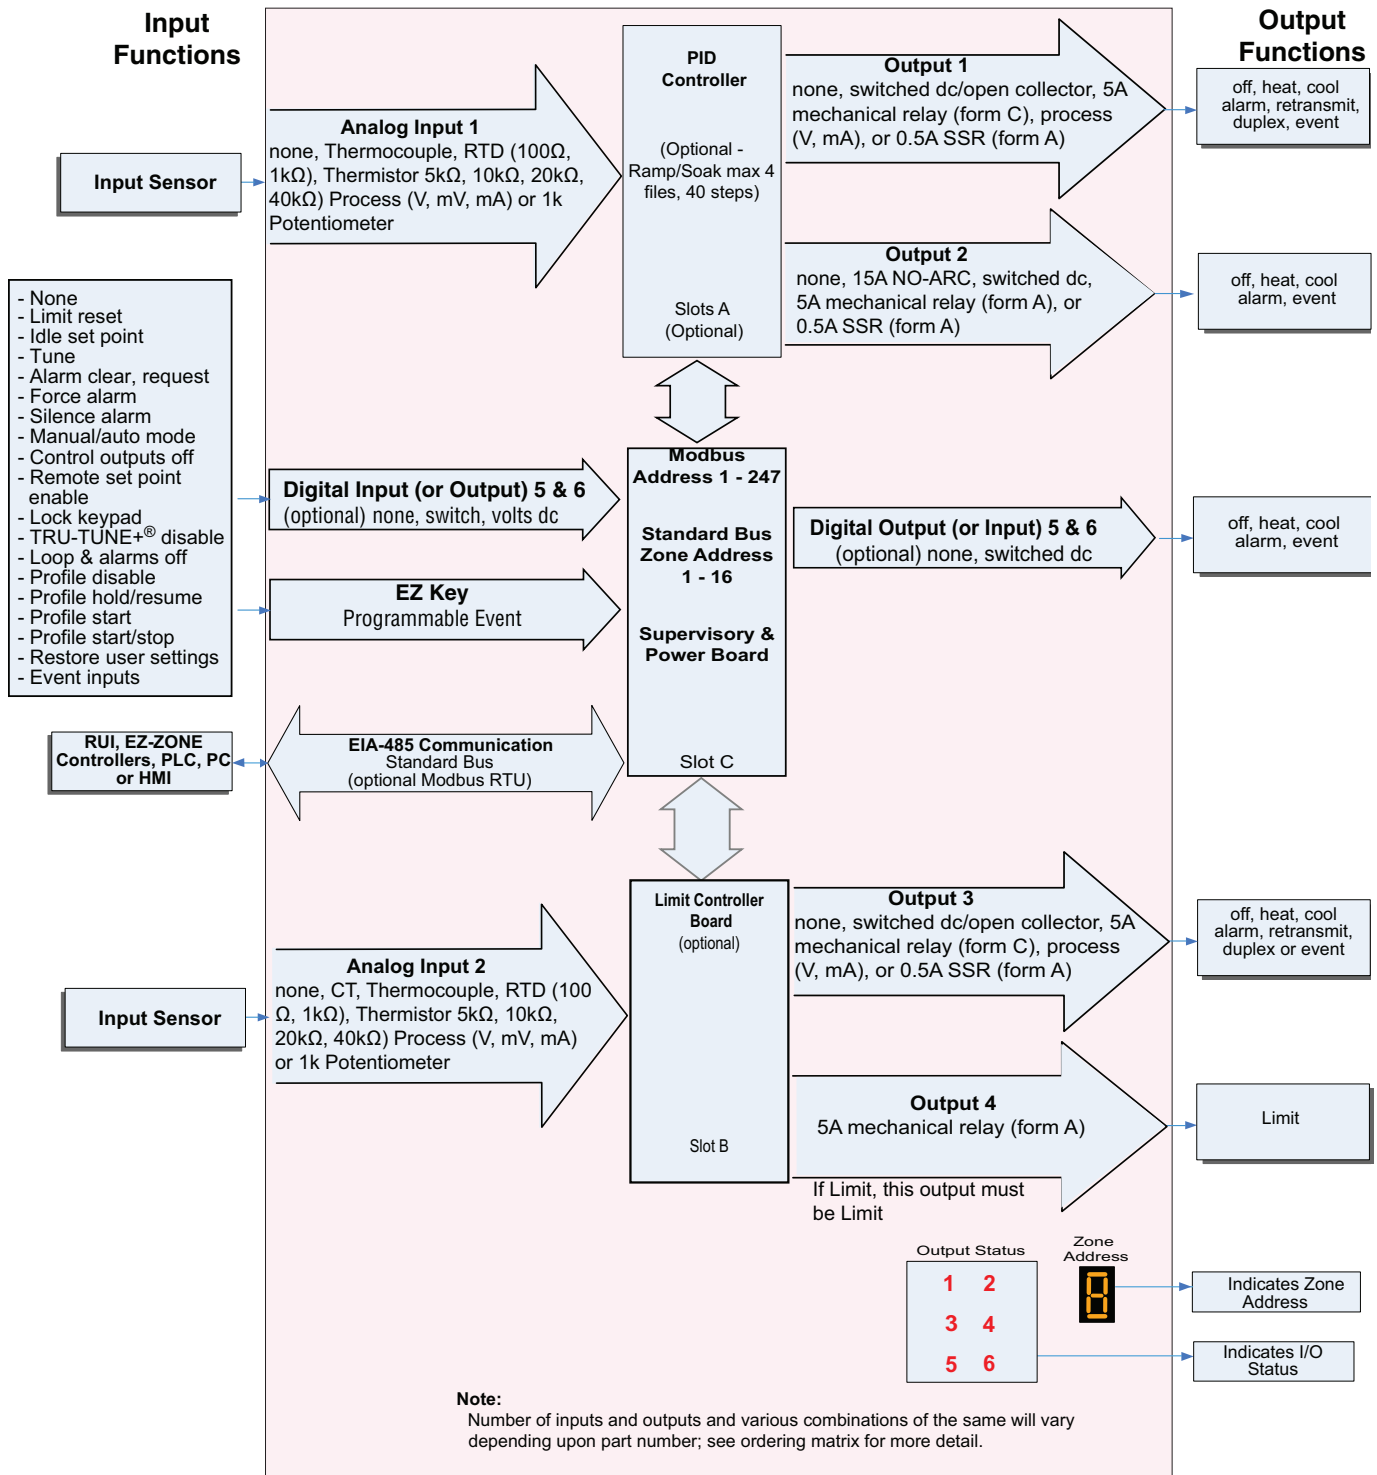 Input
Functions
Output
Functions
PID
Controller
(Optional -
Ramp/Soak max 4
files, 40 steps)
Slots A
(Optional)
Input Sensor
Analog Input 1
none, Thermocouple, RTD (100Ω,
1kΩ), Thermistor 5kΩ, 10kΩ, 20kΩ,
40kΩ) Process (V, mV, mA) or 1k
Potentiometer
Output 1
none, switched dc/open collector, 5A
mechanical relay (form C), process
(V, mA), or 0.5A SSR (form A)
off, heat, cool
alarm, retransmit,
duplex, event
Output 2
none, 15A NO-ARC, switched dc,
5A mechanical relay (form A), or
0.5A SSR (form A)
off, heat, cool
alarm, event
- None
- Limit reset
- Idle set point
- Tune
- Alarm clear, request
- Force alarm
- Silence alarm
- Manual/auto mode
- Control outputs off
- Remote set point
enable
- Lock keypad
- TRU-TUNE+® disable
- Loop & alarms off
- Profile disable
- Profile hold/resume
- Profile start
- Profile start/stop
- Restore user settings
- Event inputs
Digital Input (or Output) 5 & 6
(optional) none, switch, volts dc
EZ Key
Programmable Event
Modbus
Address 1 - 247
Standard Bus
Zone Address
1 - 16
Supervisory &
Power Board
Slot C
Digital Output (or Input) 5 & 6
(optional) none, switched dc
off, heat, cool
alarm, event
RUI, EZ-ZONE
Controllers, PLC, PC
or HMI
EIA-485 Communication
Standard Bus
(optional Modbus RTU)
Limit Controller
Board
(optional)
Slot B
Input Sensor
Analog Input 2
none, CT, Thermocouple, RTD (100
Ω, 1kΩ), Thermistor 5kΩ, 10kΩ,
20kΩ, 40kΩ) Process (V, mV, mA)
or 1k Potentiometer
Output 3
none, switched dc/open collector, 5A
mechanical relay (form C), process
(V, mA), or 0.5A SSR (form A)
off, heat, cool
alarm, retransmit,
duplex or event
Output 4
5A mechanical relay (form A)
If Limit, this output must
be Limit
Limit
Output Status
1 2
3 4
5 6
Zone
Address
8
Indicates Zone
Address
Indicates I/O
Status
Note:
Number of inputs and outputs and various combinations of the same will vary
depending upon part number; see ordering matrix for more detail.